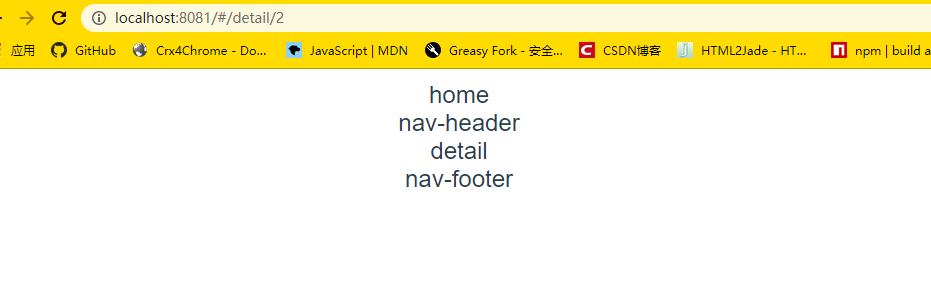 localhost:8081/#/detail/2
应用 GitHub Crx4Chrome - Do... JavaScript | MDN Greasy Fork - 安全... CSDN博客 HTML2Jade - HT... npm | build a
home
nav-header
detail
nav-footer